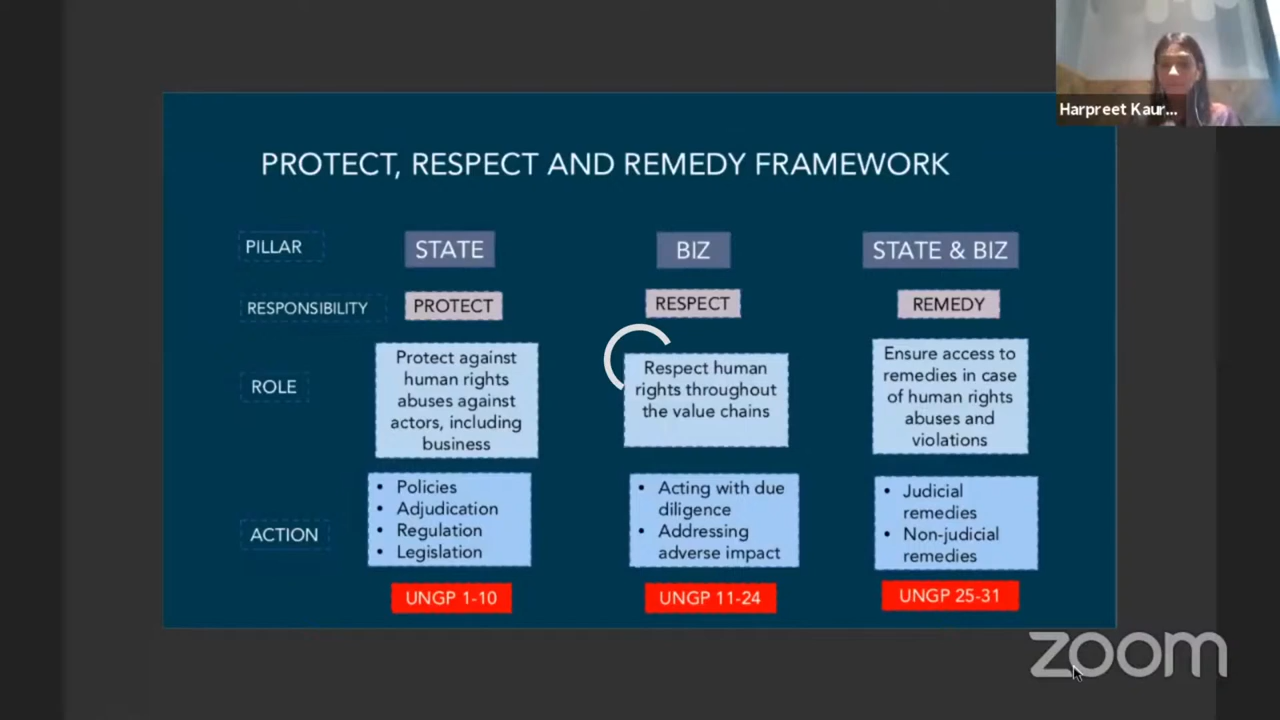 Harpreet Kaur...
PROTECT, RESPECT AND REMEDY FRAMEWORK
PILLAR
STATE
BIZ
STATE & BIZ
RESPONSIBILITY
PROTECT
RESPECT
REMEDY
ROLE
Protect against
human rights
abuses against
actors, including
business
Respect human
rights throughout
the value chains
Ensure access to
remedies in case
of human rights
abuses and
violations
ACTION
• Policies
• Adjudication
• Regulation
• Legislation
• Acting with due
diligence
• Addressing
adverse impact
• Judicial
remedies
• Non-judicial
remedies
UNGP 1-10
UNGP 11-24
UNGP 25-31
zoom